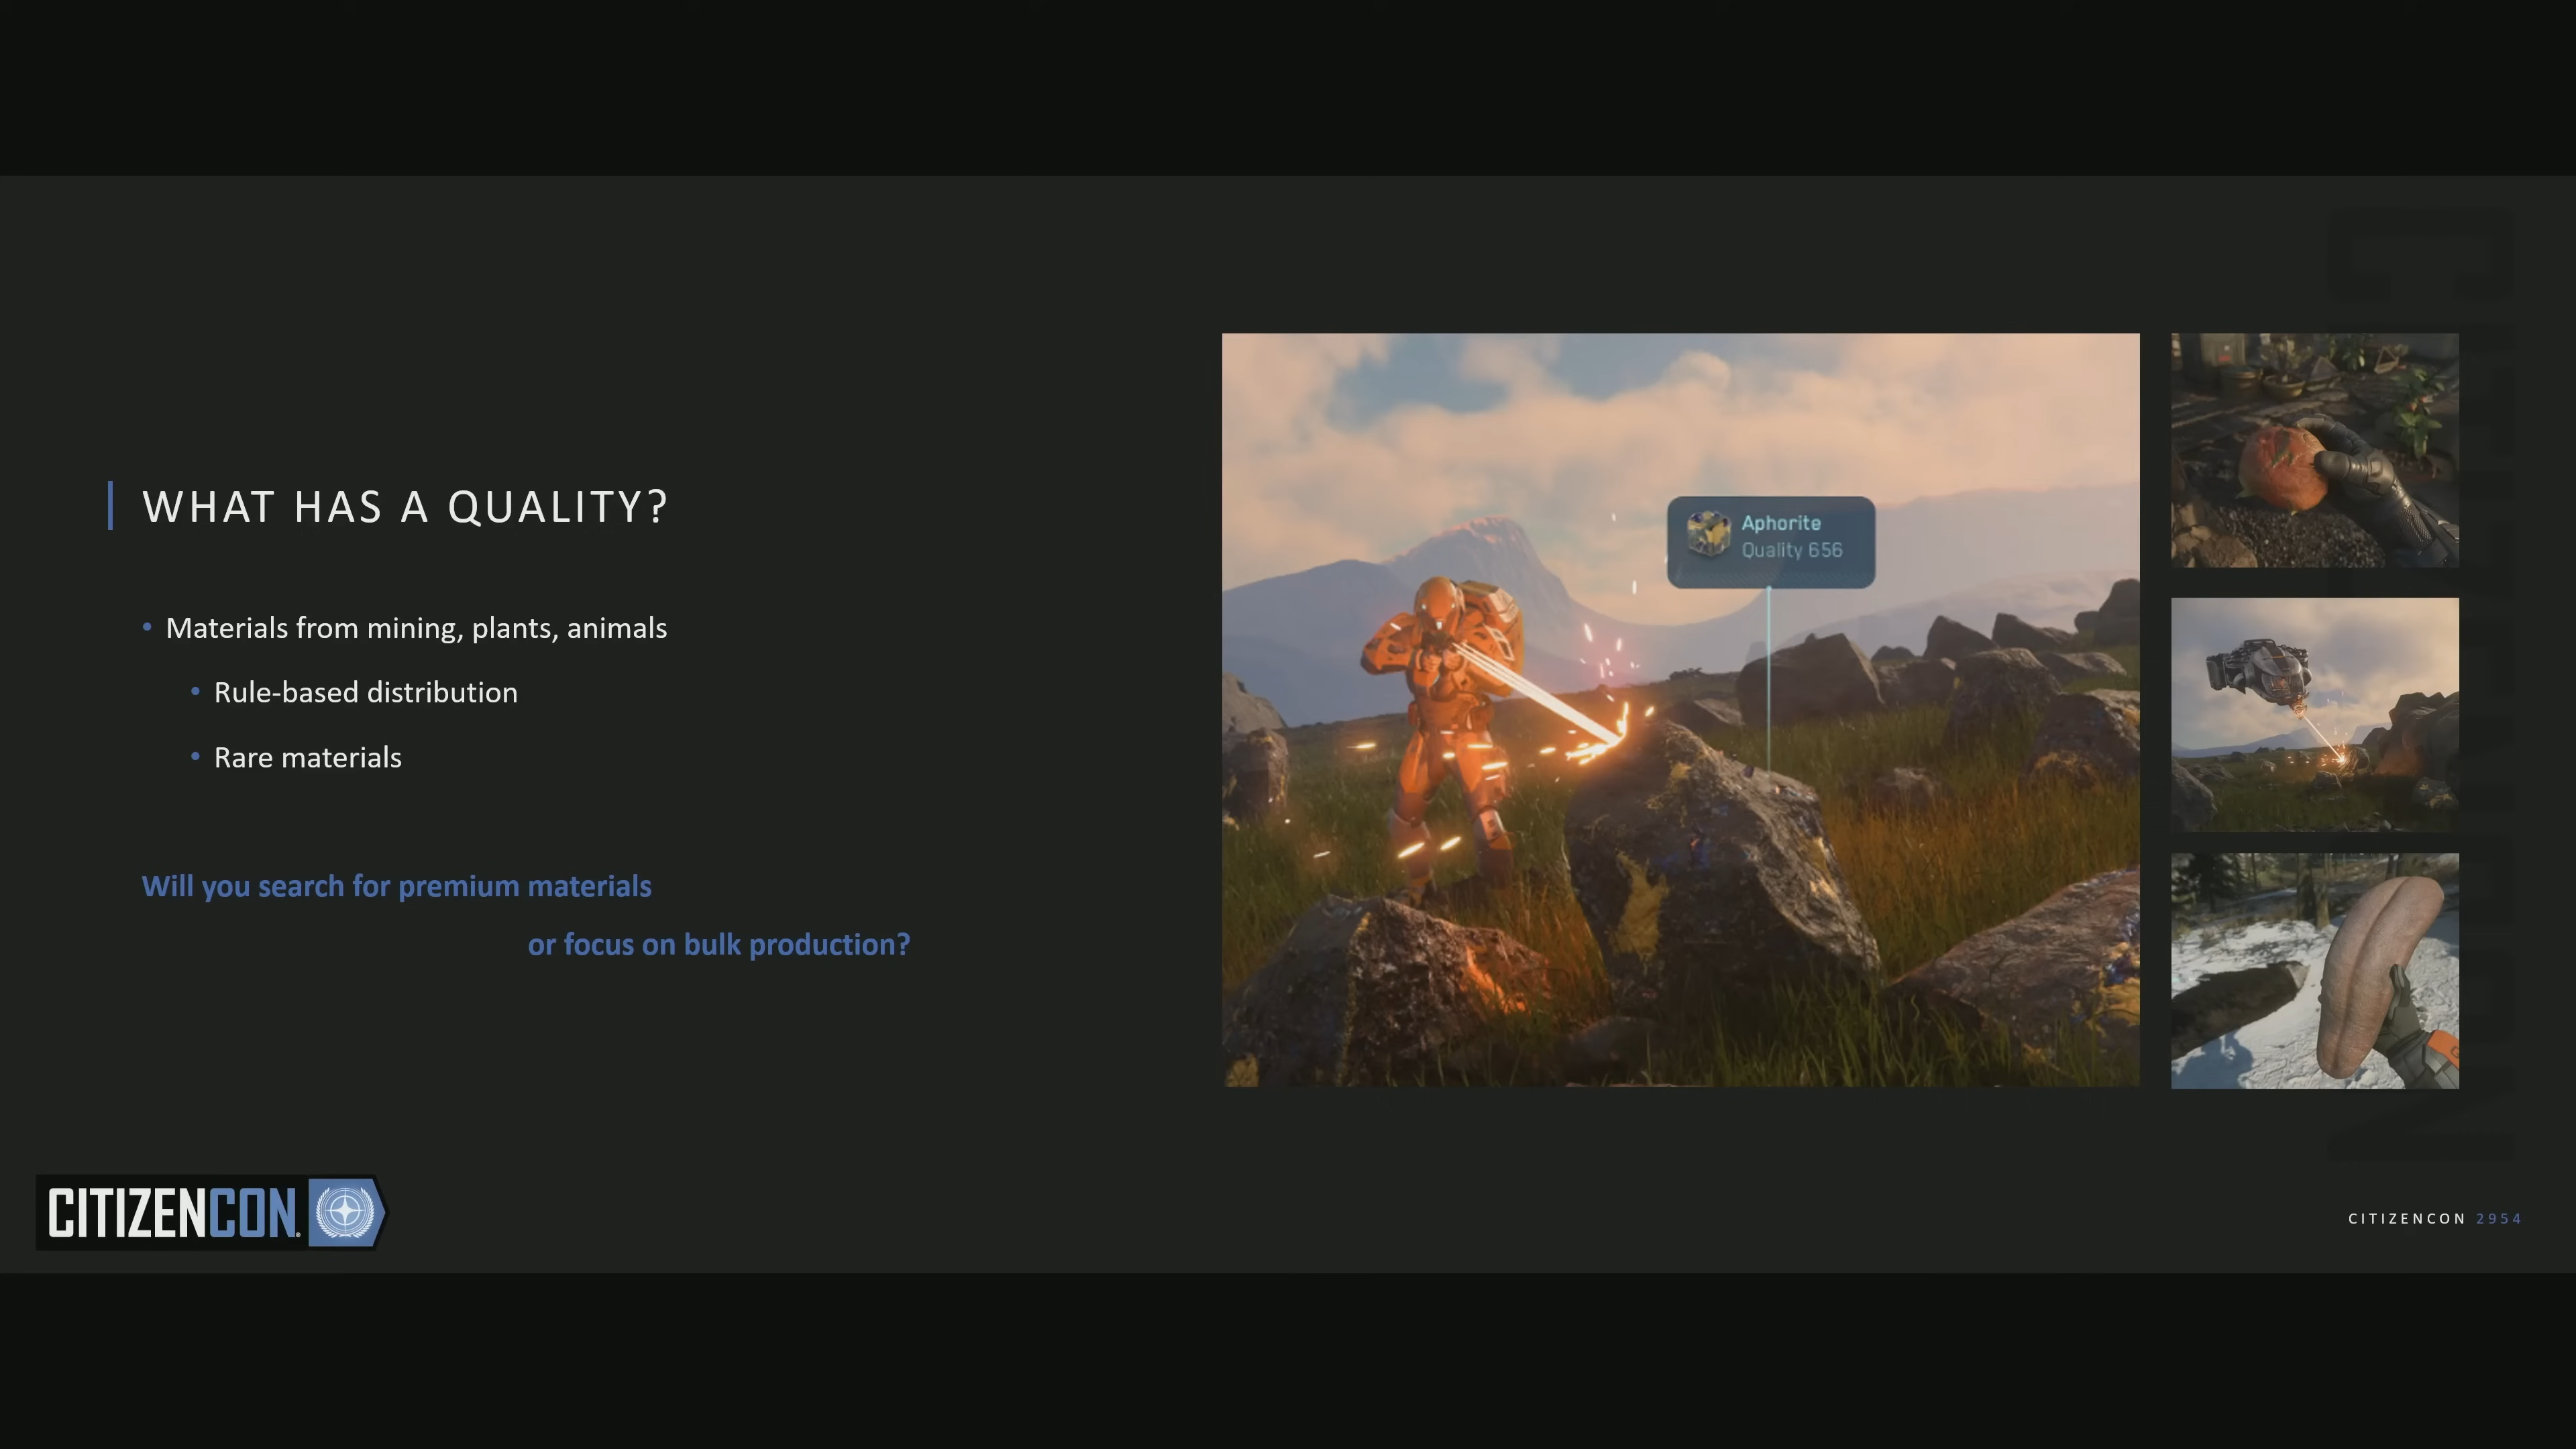 WHAT HAS A QUALITY?
• Materials from mining, plants, animals
• Rule-based distribution
• Rare materials
Will you search for premium materials
or focus on bulk production?
Aphorite
Quality 656
CITIZENCON
CITIZENCON 2954